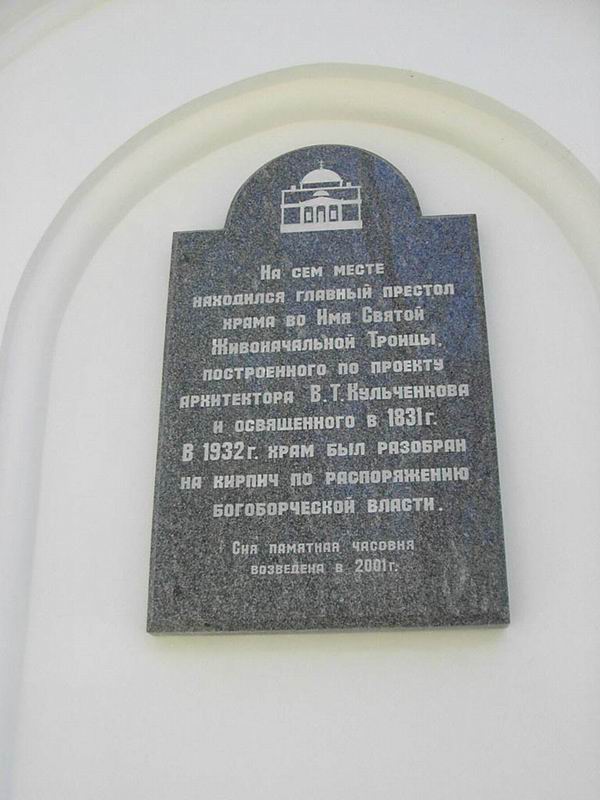 На сем месте
находился главный престол
храма во Имя Святой
Живоначальной Троицы,
построенного по проекту
архитектора В.Т.Кульченкова
и освященного в 1831г.
В 1932г. храм был разобран
на кирпич по распоряжению
богоборческой власти.
Сия памятная часовня
возведена в 2001г.